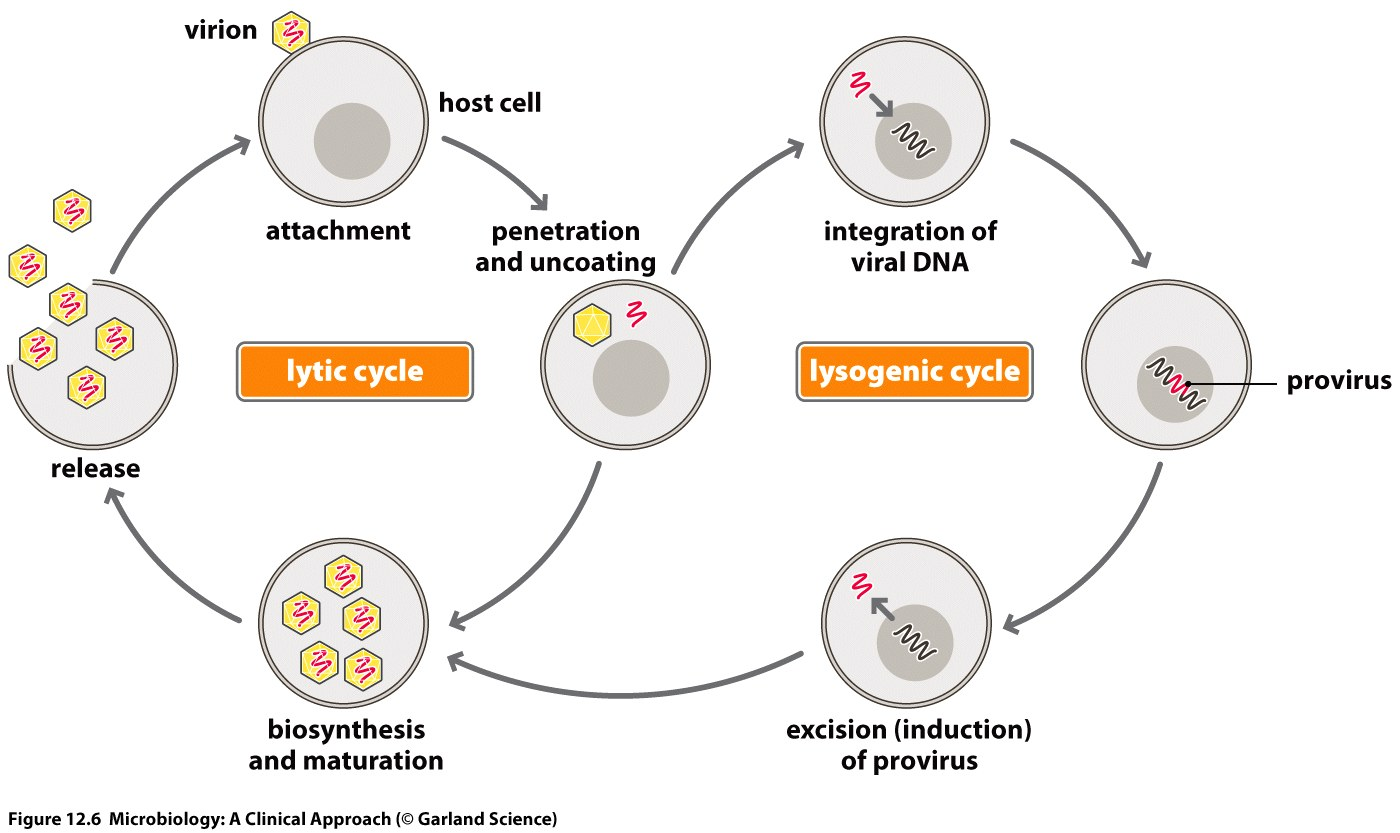 virion
host cell
attachment
penetration
and uncoating
integration of
viral DNA
lytic cycle
lysogenic cycle
provirus
release
biosynthesis
and maturation
excision (induction)
of provirus
Figure 12.6 Microbiology: A Clinical Approach (© Garland Science)